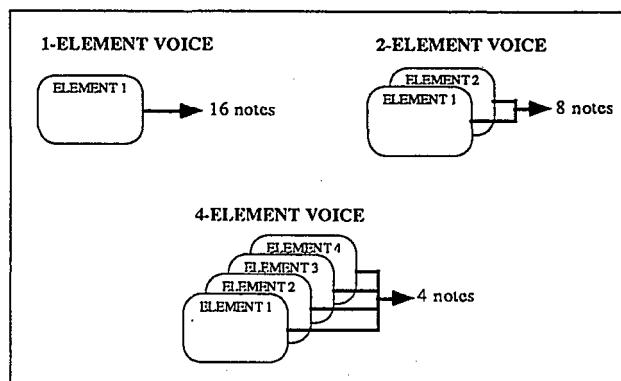 1-ELEMENT VOICE
ELEMENT 1
16 notes
2-ELEMENT VOICE
ELEMENT 2
ELEMENT 1
8 notes
4-ELEMENT VOICE
ELEMENT 4
ELEMENT 3
ELEMENT 2
ELEMENT 1
4 notes